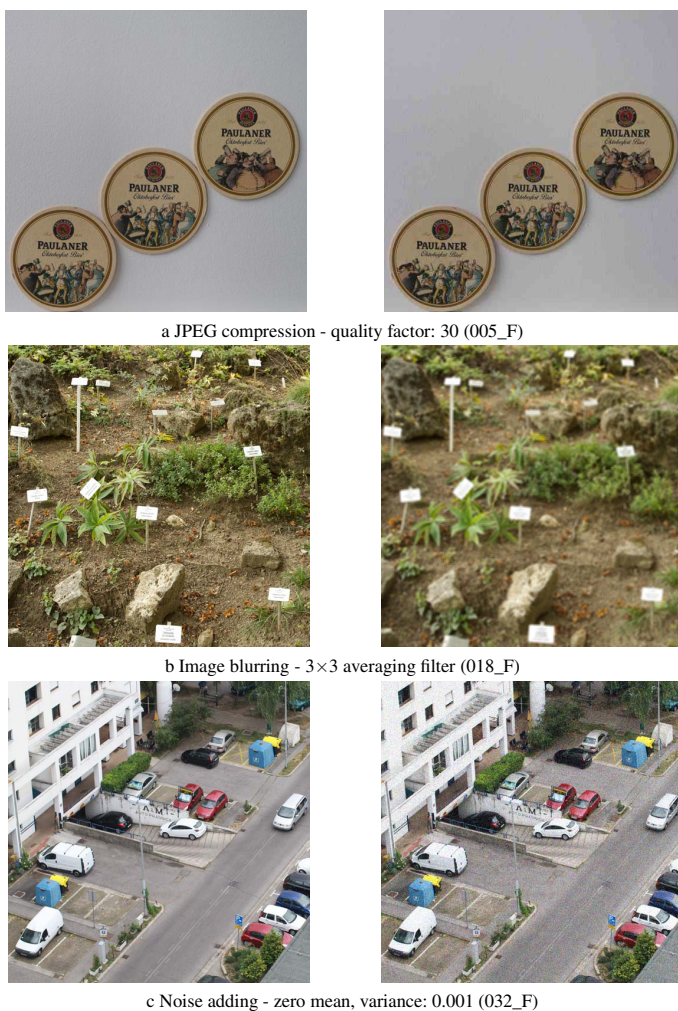 PAULANER
Oktoberfest Bier
PAULANER
Oktoberfest Bier
PAULANER
Oktoberfest Bier
PAULANER
Oktoberfest Bier
PAULANER
Oktoberfest Bier
PAULANER
Oktoberfest Bier
a JPEG compression - quality factor: 30 (005_F)
b Image blurring - 3×3 averaging filter (018_F)
c Noise adding - zero mean, variance: 0.001 (032_F)